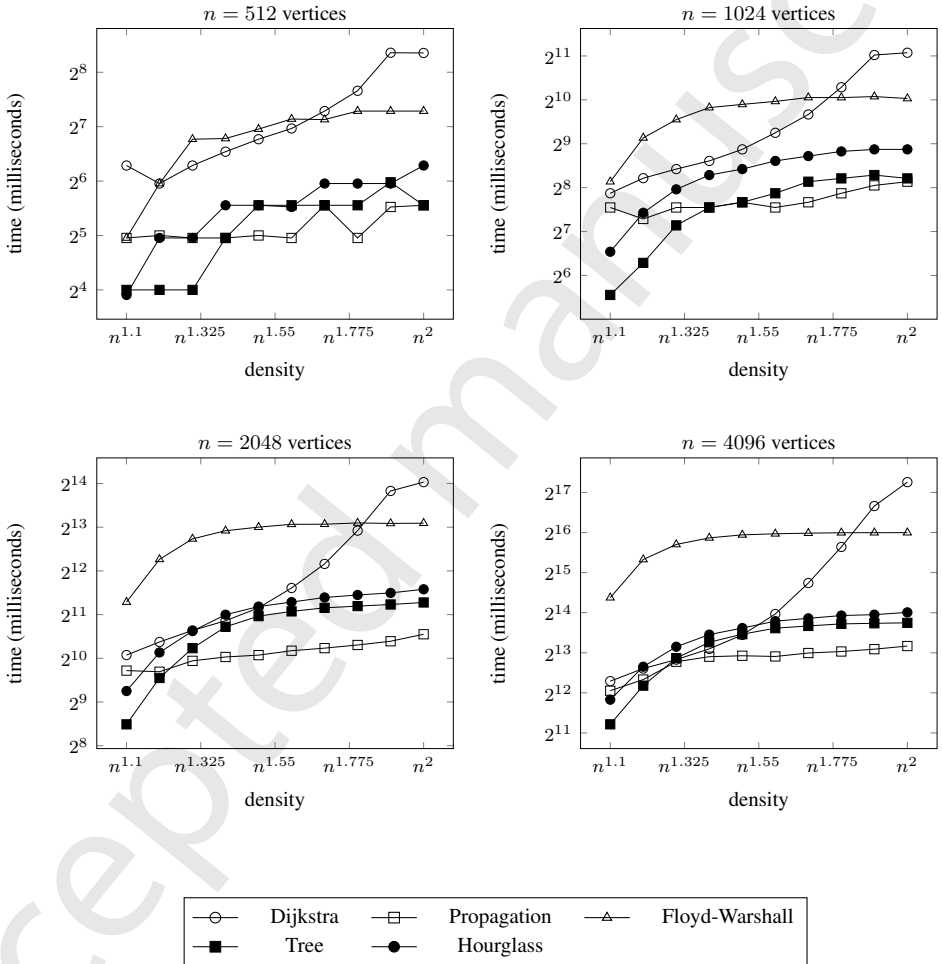 n = 512 vertices
2^8
2^7
2^6
2^5
2^4
time (milliseconds)
n^1.1 n^1.325 n^1.55 n^1.775 n^2
density
n = 1024 vertices
2^11
2^10
2^9
2^8
2^7
2^6
time (milliseconds)
n^1.1 n^1.325 n^1.55 n^1.775 n^2
density
n = 2048 vertices
2^14
2^13
2^12
2^11
2^10
2^9
2^8
time (milliseconds)
n^1.1 n^1.325 n^1.55 n^1.775 n^2
density
n = 4096 vertices
2^17
2^16
2^15
2^14
2^13
2^12
2^11
time (milliseconds)
n^1.1 n^1.325 n^1.55 n^1.775 n^2
density
Dijkstra Propagation Floyd-Warshall
Tree Hourglass
cepted manusc